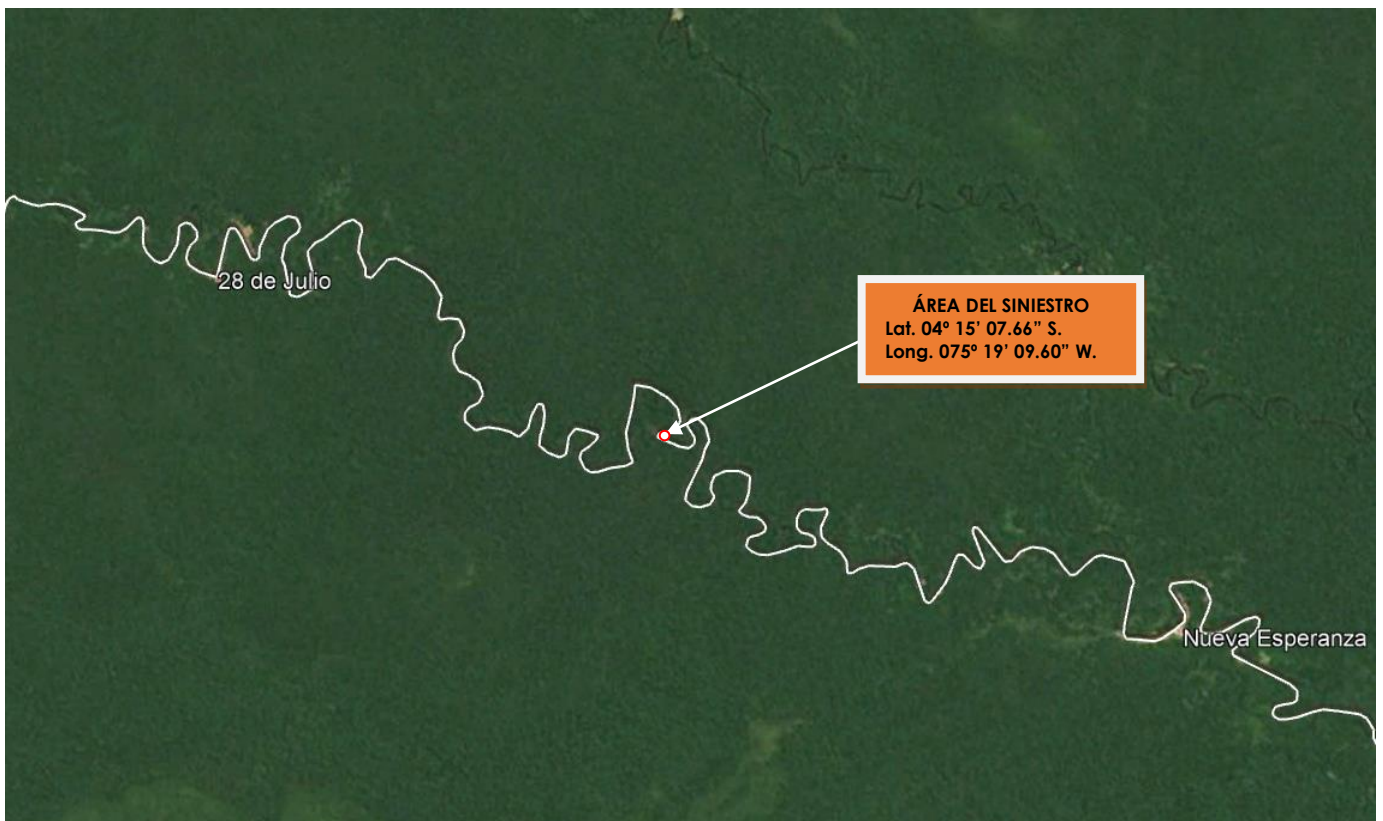 28 de Julio
ÁREA DEL SINIESTRO
Lat. 04º 15’ 07.66” S.
Long. 075º 19’ 09.60” W.
Nueva Esperanza